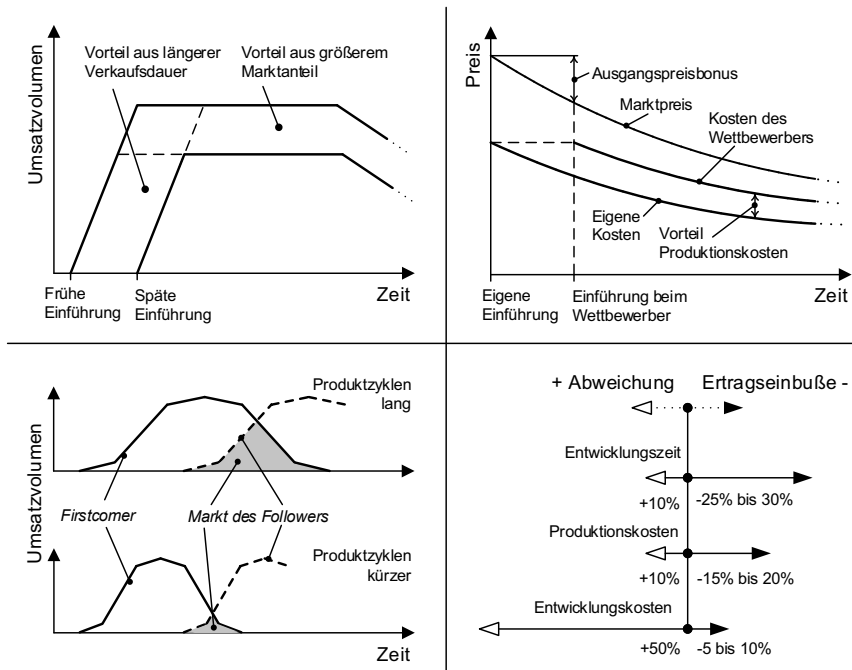 Umsatzvolumen
Vorteil aus längerer
Verkaufsdauer
Vorteil aus größerem
Marktanteil
Frühe
Einführung
Späte
Einführung
Zeit
Preis
Ausgangspreisbonus
Marktpreis
Kosten des
Wettbewerbers
Eigene
Kosten
Vorteil
Produktionskosten
Eigene
Einführung
Einführung beim
Wettbewerber
Zeit
Umsatzvolumen
Produktzyklen
lang
Firstcomer
Markt des Followers
Produktzyklen
kürzer
Zeit
+ Abweichung
Ertragseinbuße -
Entwicklungszeit
+10%
-25% bis 30%
Produktionskosten
+10%
-15% bis 20%
Entwicklungskosten
+50%
-5 bis 10%